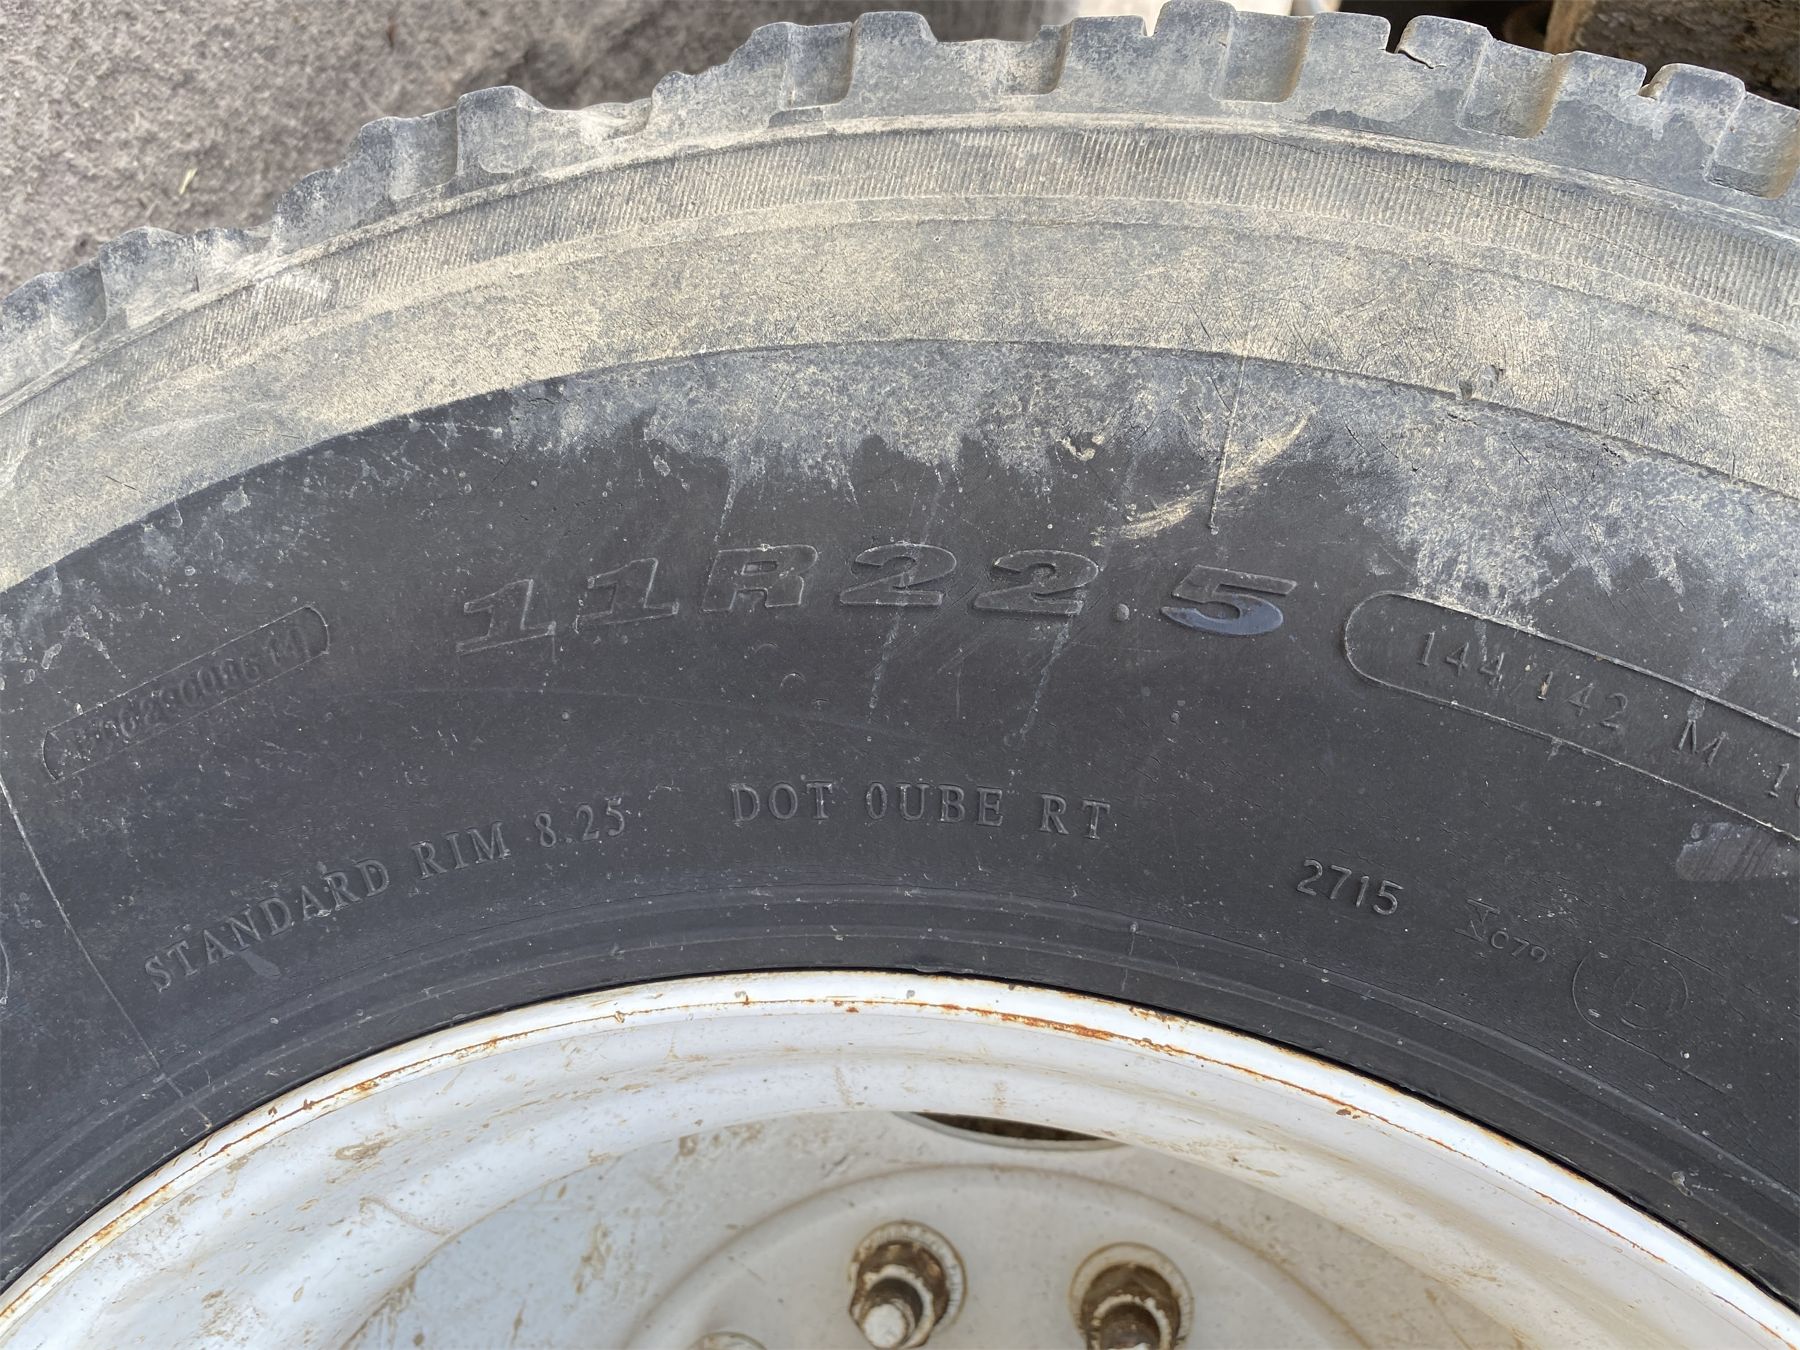 11R22.5
144/142 M
STANDARD RIM 8.25
DOT 0UBE RT
2715